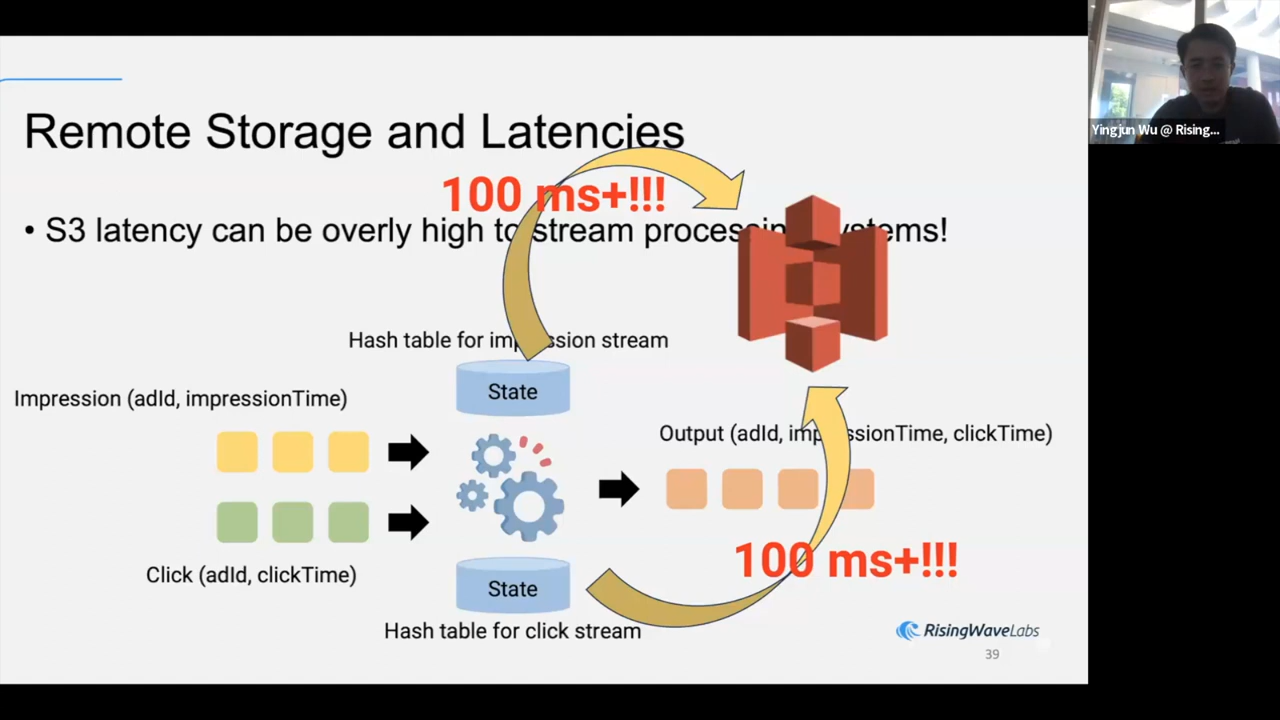 Yingjun Wu @ Rising...
Remote Storage and Latencies
100 ms+!!!
• S3 latency can be overly high to stream processing systems!
Hash table for impression stream
State
Impression (adId, impressionTime)
Output (adId, impressionTime, clickTime)
Click (adId, clickTime)
100 ms+!!!
State
Hash table for click stream
RisingWaveLabs
39